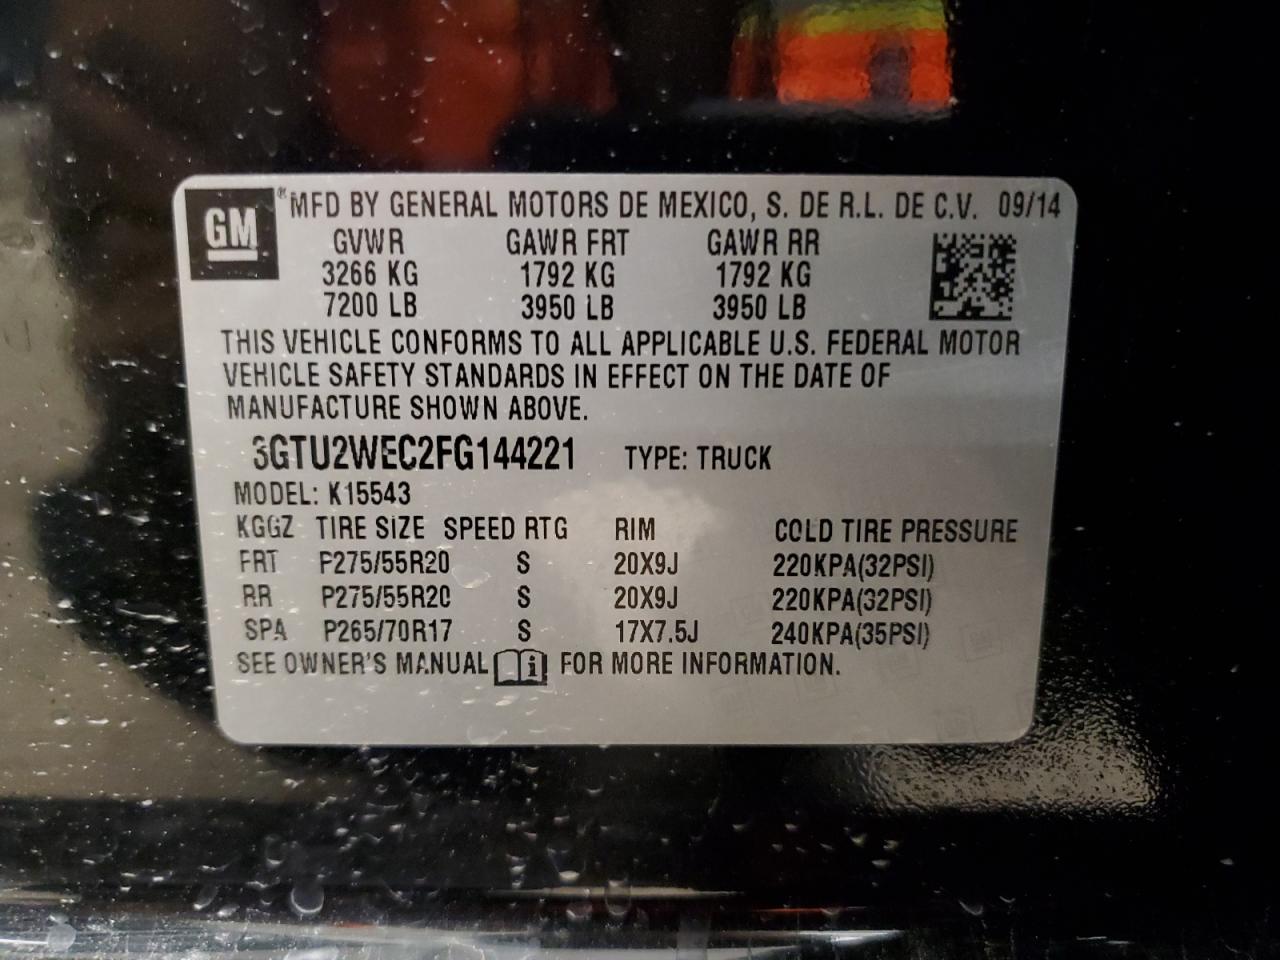 GM ® MFD BY GENERAL MOTORS DE MEXICO, S. DE R.L. DE C.V. 09/14
GVWR GAWR FRT GAWR RR
3266 KG 1792 KG 1792 KG
7200 LB 3950 LB 3950 LB
THIS VEHICLE CONFORMS TO ALL APPLICABLE U.S. FEDERAL MOTOR
VEHICLE SAFETY STANDARDS IN EFFECT ON THE DATE OF
MANUFACTURE SHOWN ABOVE.
3GTU2WEC2FG144221 TYPE: TRUCK
MODEL: K15543
KGGZ TIRE SIZE SPEED RTG RIM COLD TIRE PRESSURE
FRT P275/55R20 S 20X9J 220KPA(32PSI)
RR P275/55R20 S 20X9J 220KPA(32PSI)
SPA P265/70R17 S 17X7.5J 240KPA(35PSI)
SEE OWNER'S MANUAL i FOR MORE INFORMATION.